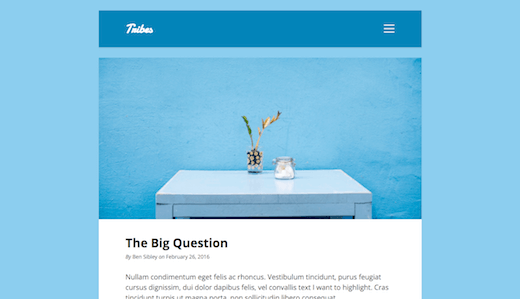 Tribes
The Big Question
By Ben Sibley on February 26, 2016
Nullam condimentum eget felis ac rhoncus. Vestibulum tincidunt, purus feugiat
cursus dignissim, dui dolor dapibus felis, vel convallis text I want to highlight. Cras
tincidunt turpis ut magna porta, non sollicitudin libero consequat.